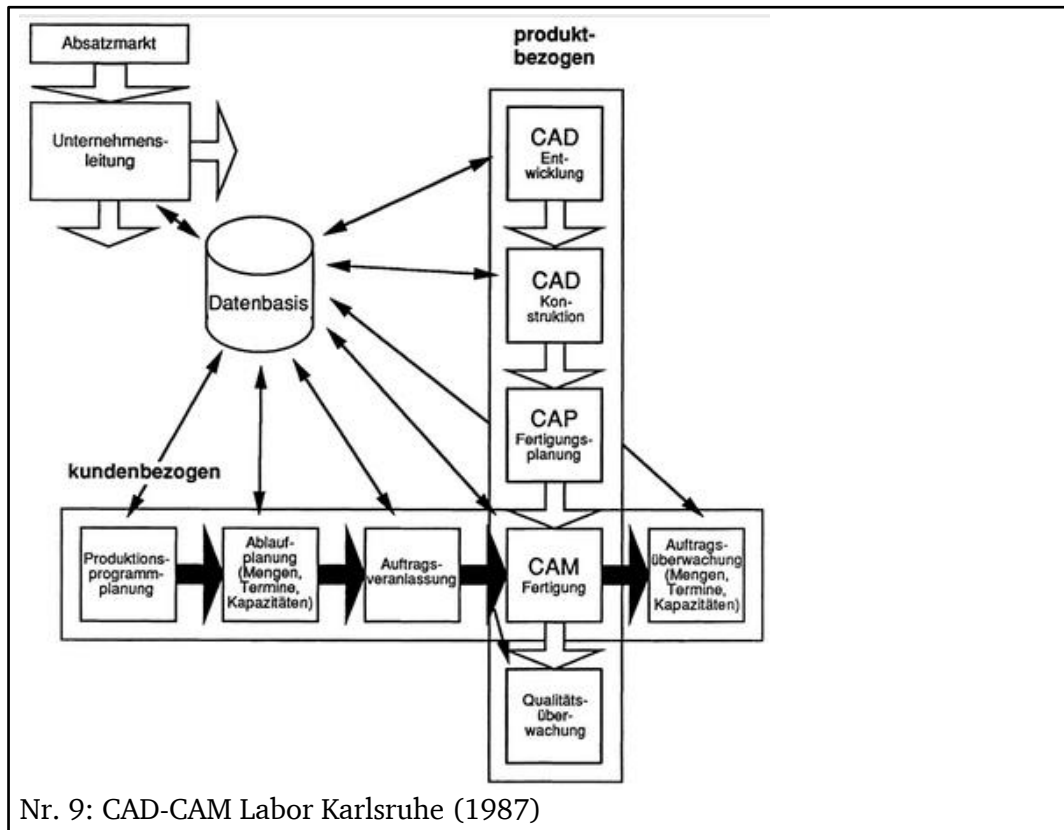 Absatzmarkt
Unternehmens-
leitung
Datenbasis
produkt-
bezogen
CAD
Ent-
wicklung
CAD
Kon-
struktion
CAP
Fertigungs-
planung
kundenbezogen
Produktions-
programm-
planung
Ablauf-
planung
(Mengen,
Termine,
Kapazitäten)
Auftrags-
veranlassung
CAM
Fertigung
Auftrags-
überwachung
(Mengen,
Termine,
Kapazitäten)
Qualitäts-
über-
wachung
Nr. 9: CAD-CAM Labor Karlsruhe (1987)